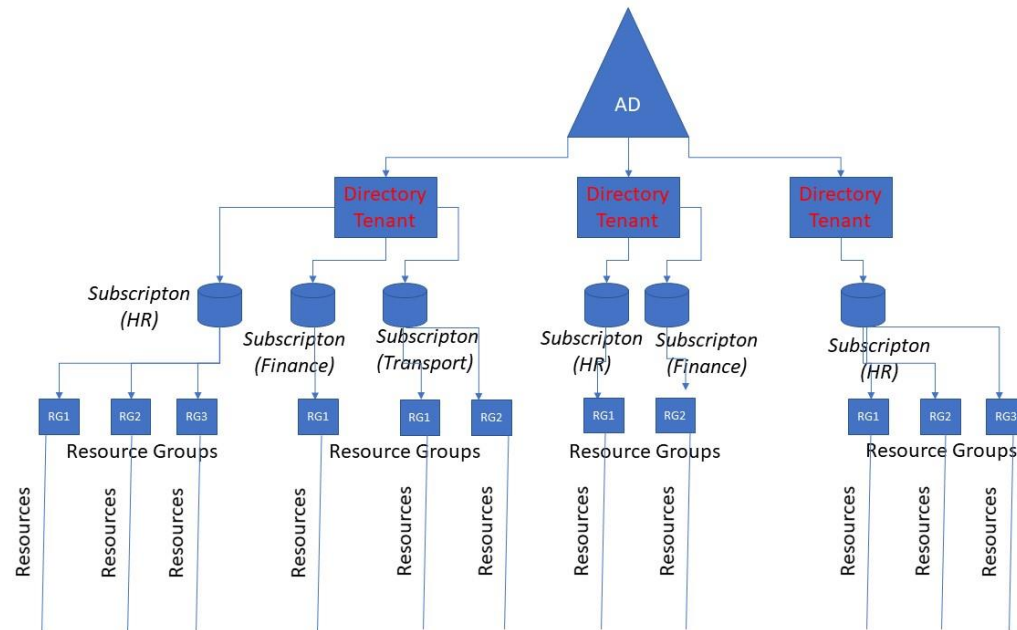 AD
Directory
Tenant
Directory
Tenant
Directory
Tenant
Subscripton
(HR)
Subscripton
(Finance)
Subscripton
(Transport)
Subscripton
(HR)
Subscripton
(Finance)
Subscripton
(HR)
RG1
RG2
RG3
RG1
RG1
RG2
RG1
RG2
RG1
RG2
RG3
Resource Groups
Resource Groups
Resource Groups
Resource Groups
Resources
Resources
Resources
Resources
Resources
Resources
Resources
Resources
Resources
Resources
Resources